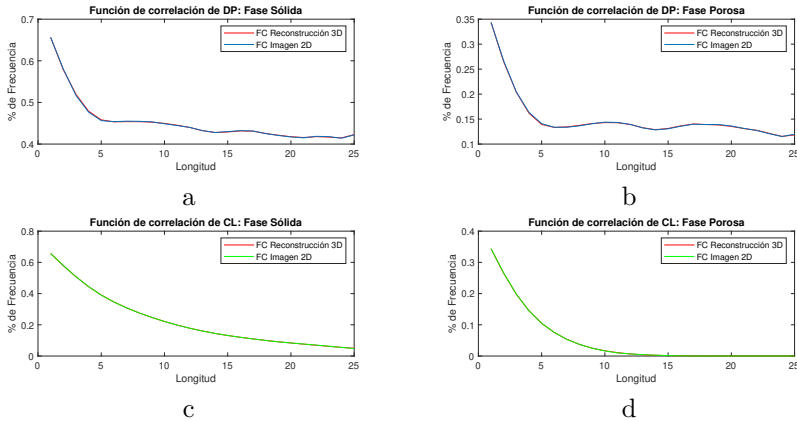 Función de correlación de DP: Fase Sólida
FC Reconstrucción 3D
FC Imagen 2D
% de Frecuencia
0.7
0.6
0.5
0.4
0 5 10 15 20 25
Longitud
a
Función de correlación de DP: Fase Porosa
FC Reconstrucción 3D
FC Imagen 2D
% de Frecuencia
0.35
0.3
0.25
0.2
0.15
0.1
0 5 10 15 20 25
Longitud
b
Función de correlación de CL: Fase Sólida
FC Reconstrucción 3D
FC Imagen 2D
% de Frecuencia
0.8
0.6
0.4
0.2
0
0 5 10 15 20 25
Longitud
c
Función de correlación de CL: Fase Porosa
FC Reconstrucción 3D
FC Imagen 2D
% de Frecuencia
0.4
0.3
0.2
0.1
0
0 5 10 15 20 25
Longitud
d